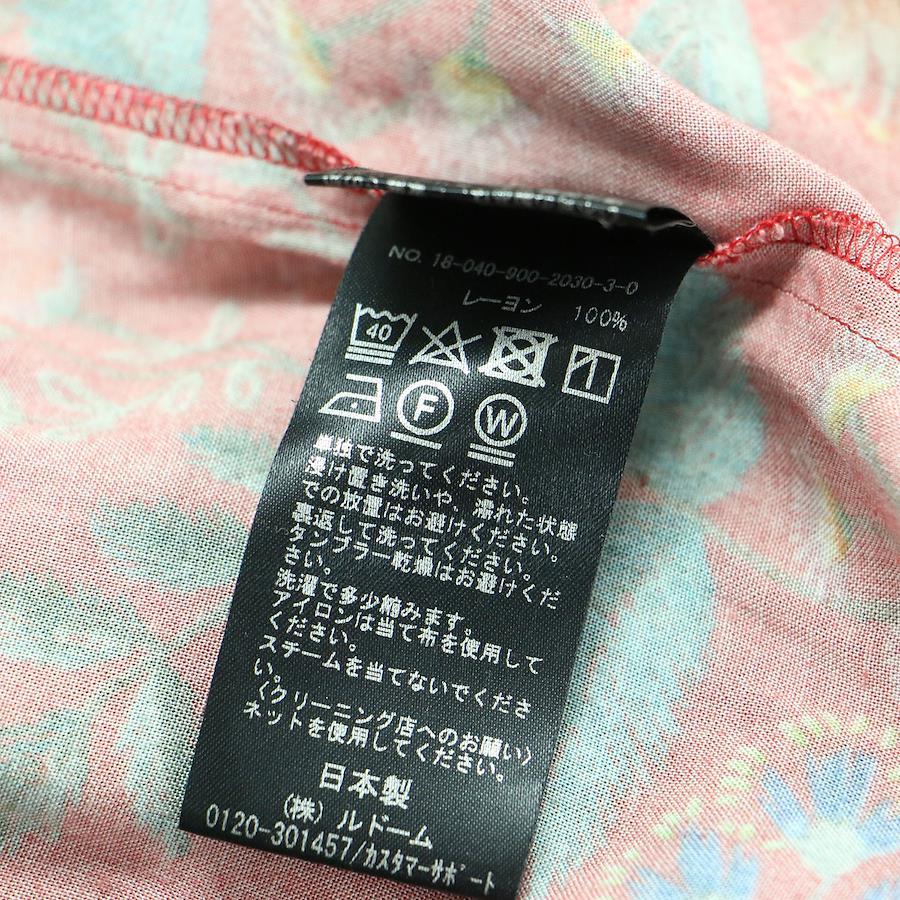 NO. 18-040-900-2030-3-0
レーヨン 100%
40
F W
単独で洗ってください。
浸け置き洗いや、濡れた状態
での放置はお避けください。
裏返して洗ってください。
タンブラー乾燥はお避けくだ
さい。
洗濯で多少縮みます。
アイロンは当て布を使用して
ください。
スチームを当てないでくださ
い。
〈クリーニング店へのお願い〉
ネットを使用してください。
日本製
(株)ルドーム
0120-301457/カスタマーサポート